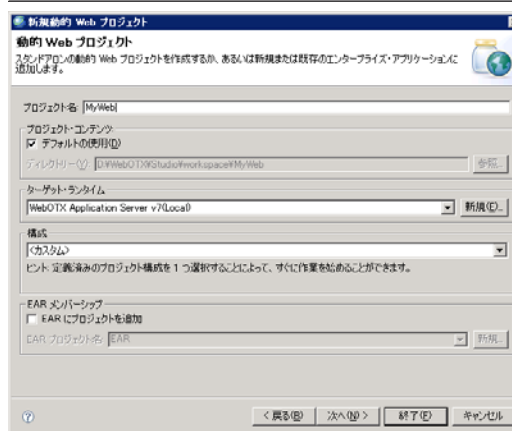 新規動的 Web プロジェクト
動的 Web プロジェクト
スタンドアロンの動的 Web プロジェクトを作成するか、あるいは新規または既存のエンタープライズ・アプリケーションに
追加します。
プロジェクト名 MyWeb
プロジェクト・コンテンツ
デフォルトの使用(D)
ディレクトリー(Y): D:¥WebOTX¥Studio¥workspace¥MyWeb 参照...
ターゲット・ランタイム
WebOTX Application Server v7(Local) 新規(E)...
構成
<カスタム>
ヒント: 定義済みのプロジェクト構成を 1 つ選択することによって、すぐに作業を始めることができます。
EAR メンバーシップ
EAR にプロジェクトを追加
EAR プロジェクト名 EAR 新規...
< 戻る(B) 次へ(N) > 終了(F) キャンセル